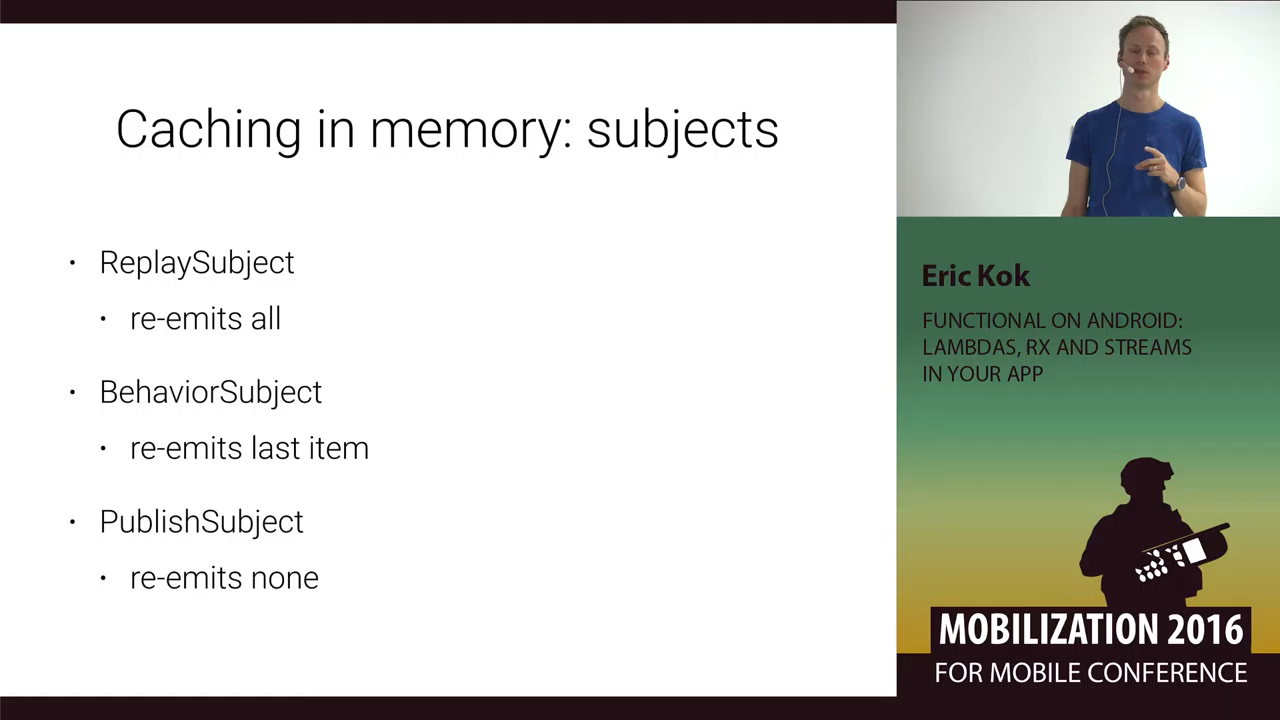 Caching in memory: subjects
• ReplaySubject
• re-emits all
• BehaviorSubject
• re-emits last item
• PublishSubject
• re-emits none
Eric Kok
FUNCTIONAL ON ANDROID:
LAMBDAS, RX AND STREAMS
IN YOUR APP
MOBILIZATION 2016
FOR MOBILE CONFERENCE